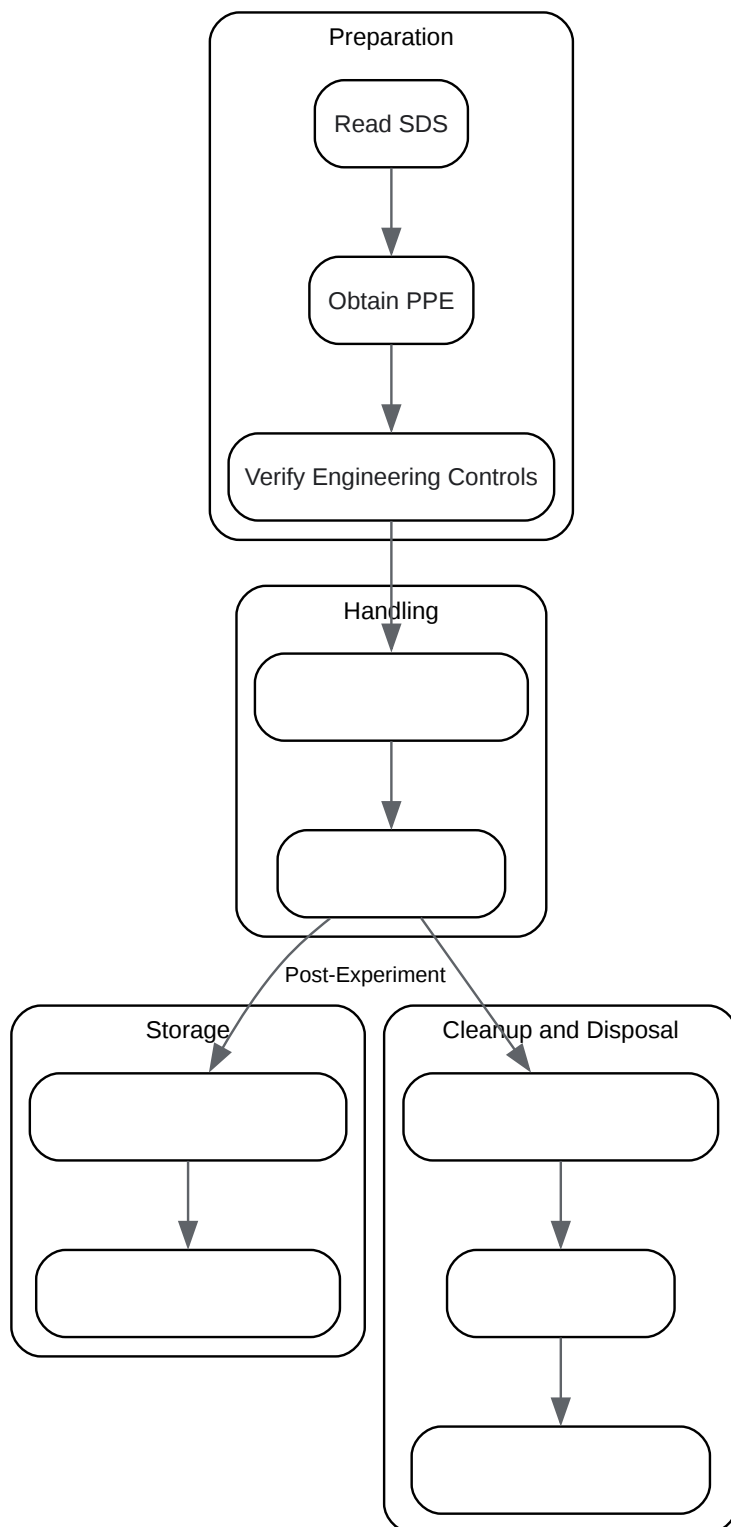 Preparation
Read SDS
Obtain PPE
Verify Engineering Controls
Handling
Post-Experiment
Storage
Cleanup and Disposal